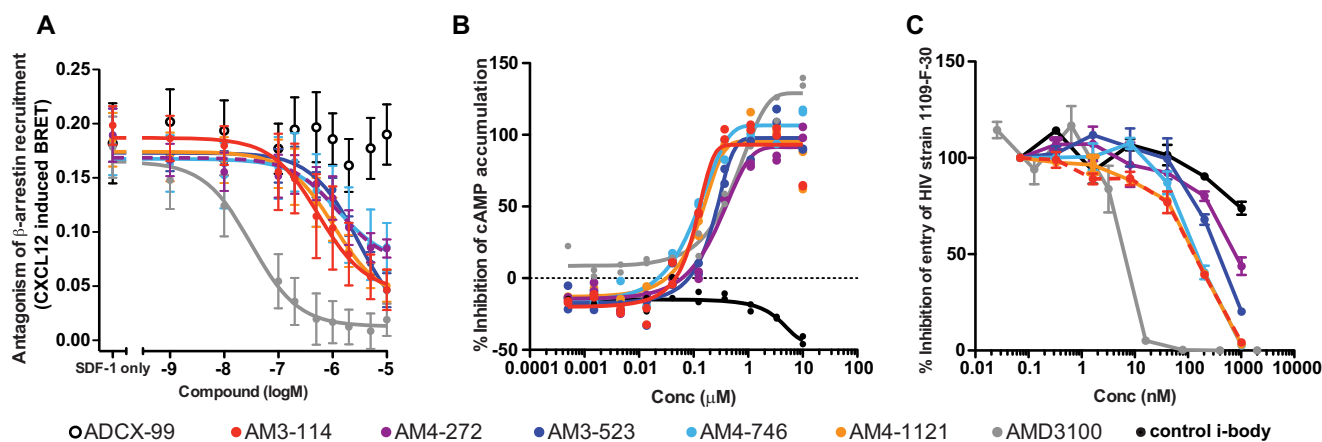 A
Antagonism of β-arrestin recruitment
(CXCL12 induced BRET)
0.25
0.20
0.15
0.10
0.05
0.00
SDF-1 only
-9
-8
-7
-6
-5
Compound (logM)
B
% Inhibition of cAMP accumulation
150
100
50
0
-50
0.0001
0.001
0.01
0.1
1
10
100
Conc (μM)
C
% Inhibition of entry of HIV strain 1109-F-30
150
100
50
0
0.01
0.1
1
10
100
1000
10000
Conc (nM)
ADCX-99 AM3-114 AM4-272 AM3-523 AM4-746 AM4-1121 AMD3100 control i-body